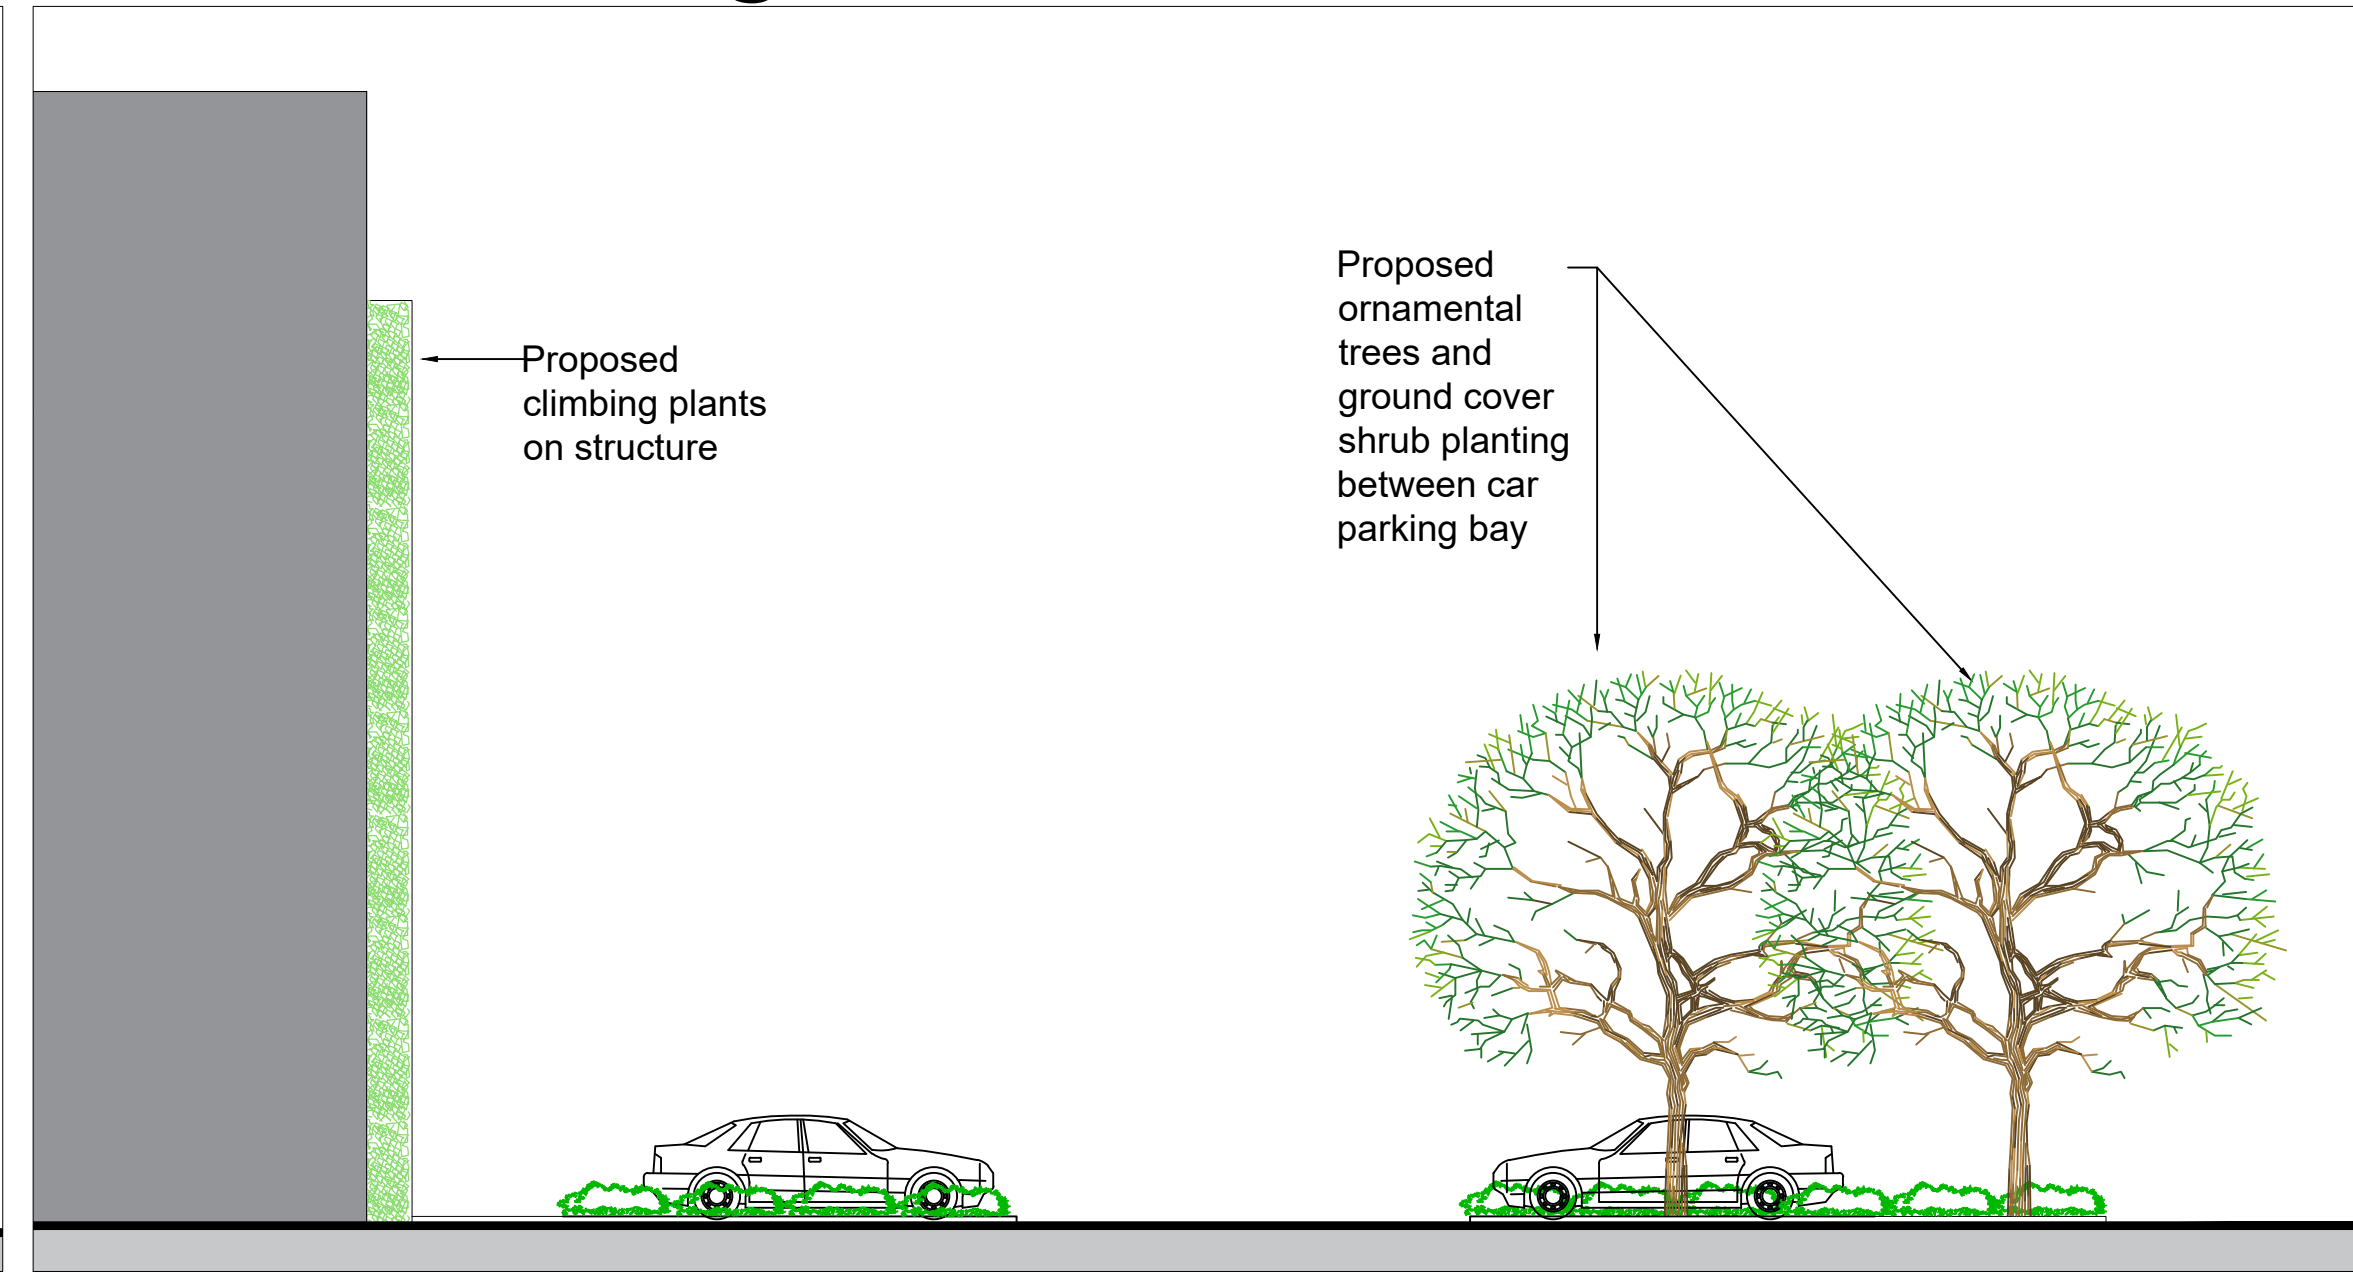 Proposed
climbing plants
on structure
Proposed
ornamental
trees and
ground cover
shrub planting
between car
parking bay